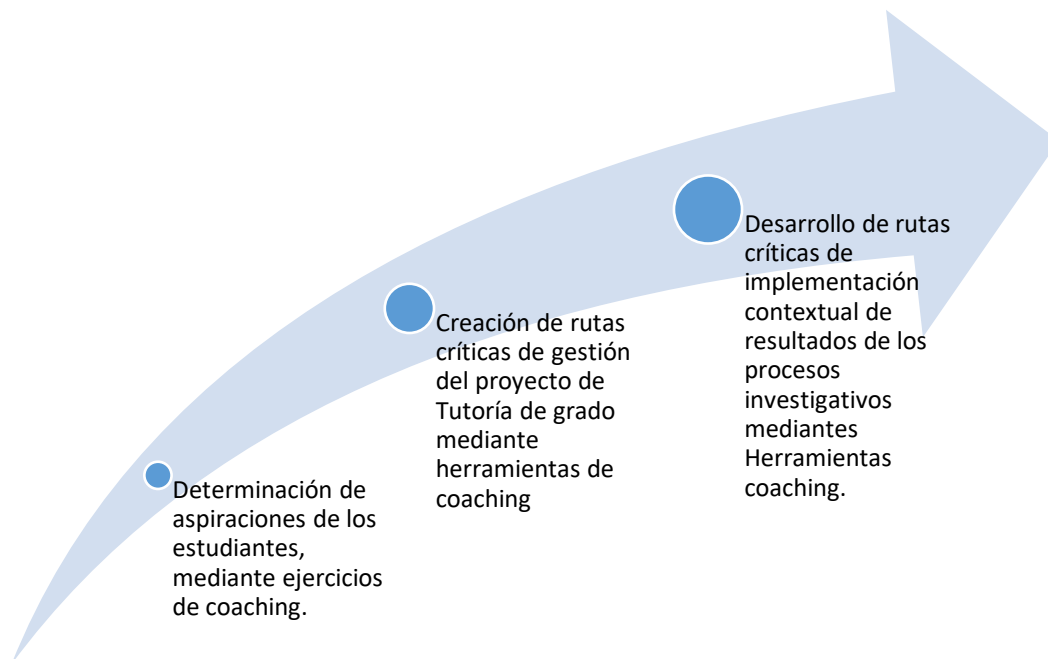 Determinación de
aspiraciones de los
estudiantes,
mediante ejercicios
de coaching.
Creación de rutas
críticas de gestión
del proyecto de
Tutoría de grado
mediante
herramientas de
coaching
Desarrollo de rutas
críticas de
implementación
contextual de
resultados de los
procesos
investigativos
mediantes
Herramientas
coaching.